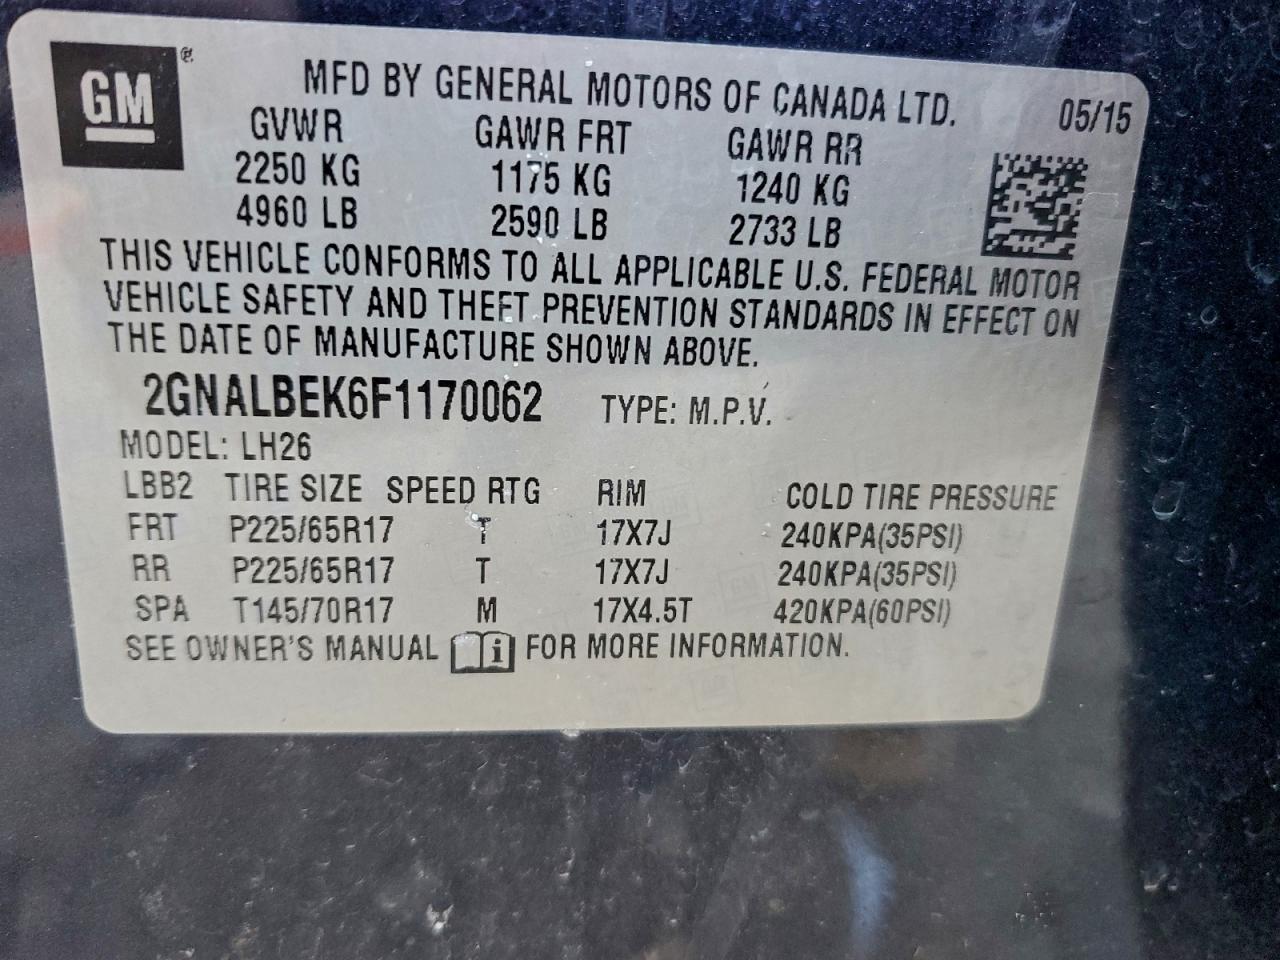 GM ®
MFD BY GENERAL MOTORS OF CANADA LTD. 05/15
GVWR GAWR FRT GAWR RR
2250 KG 1175 KG 1240 KG
4960 LB 2590 LB 2733 LB
THIS VEHICLE CONFORMS TO ALL APPLICABLE U.S. FEDERAL MOTOR
VEHICLE SAFETY AND THEFT PREVENTION STANDARDS IN EFFECT ON
THE DATE OF MANUFACTURE SHOWN ABOVE.
2GNALBEK6F1170062 TYPE: M.P.V.
MODEL: LH26
LBB2 TIRE SIZE SPEED RTG RIM COLD TIRE PRESSURE
FRT P225/65R17 T 17X7J 240KPA(35PSI)
RR P225/65R17 T 17X7J 240KPA(35PSI)
SPA T145/70R17 M 17X4.5T 420KPA(60PSI)
SEE OWNER'S MANUAL i FOR MORE INFORMATION.